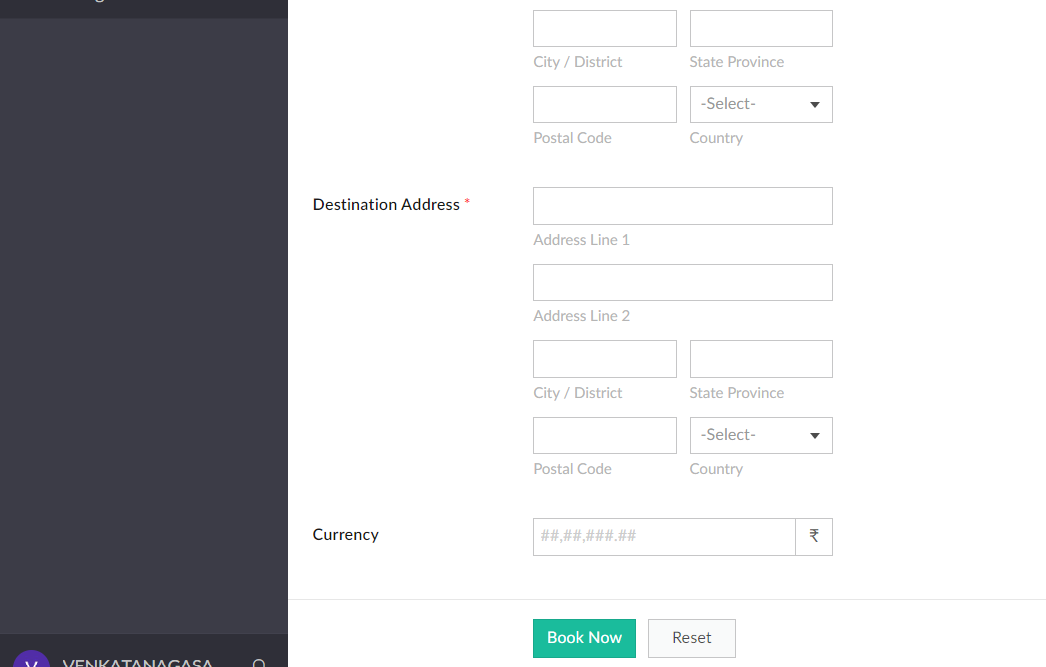 City / District State Province
-Select-
Postal Code Country
Destination Address *
Address Line 1
Address Line 2
City / District State Province
-Select-
Postal Code Country
Currency ##,##,###.## ₹
Book Now Reset
V VENKATANAGASA